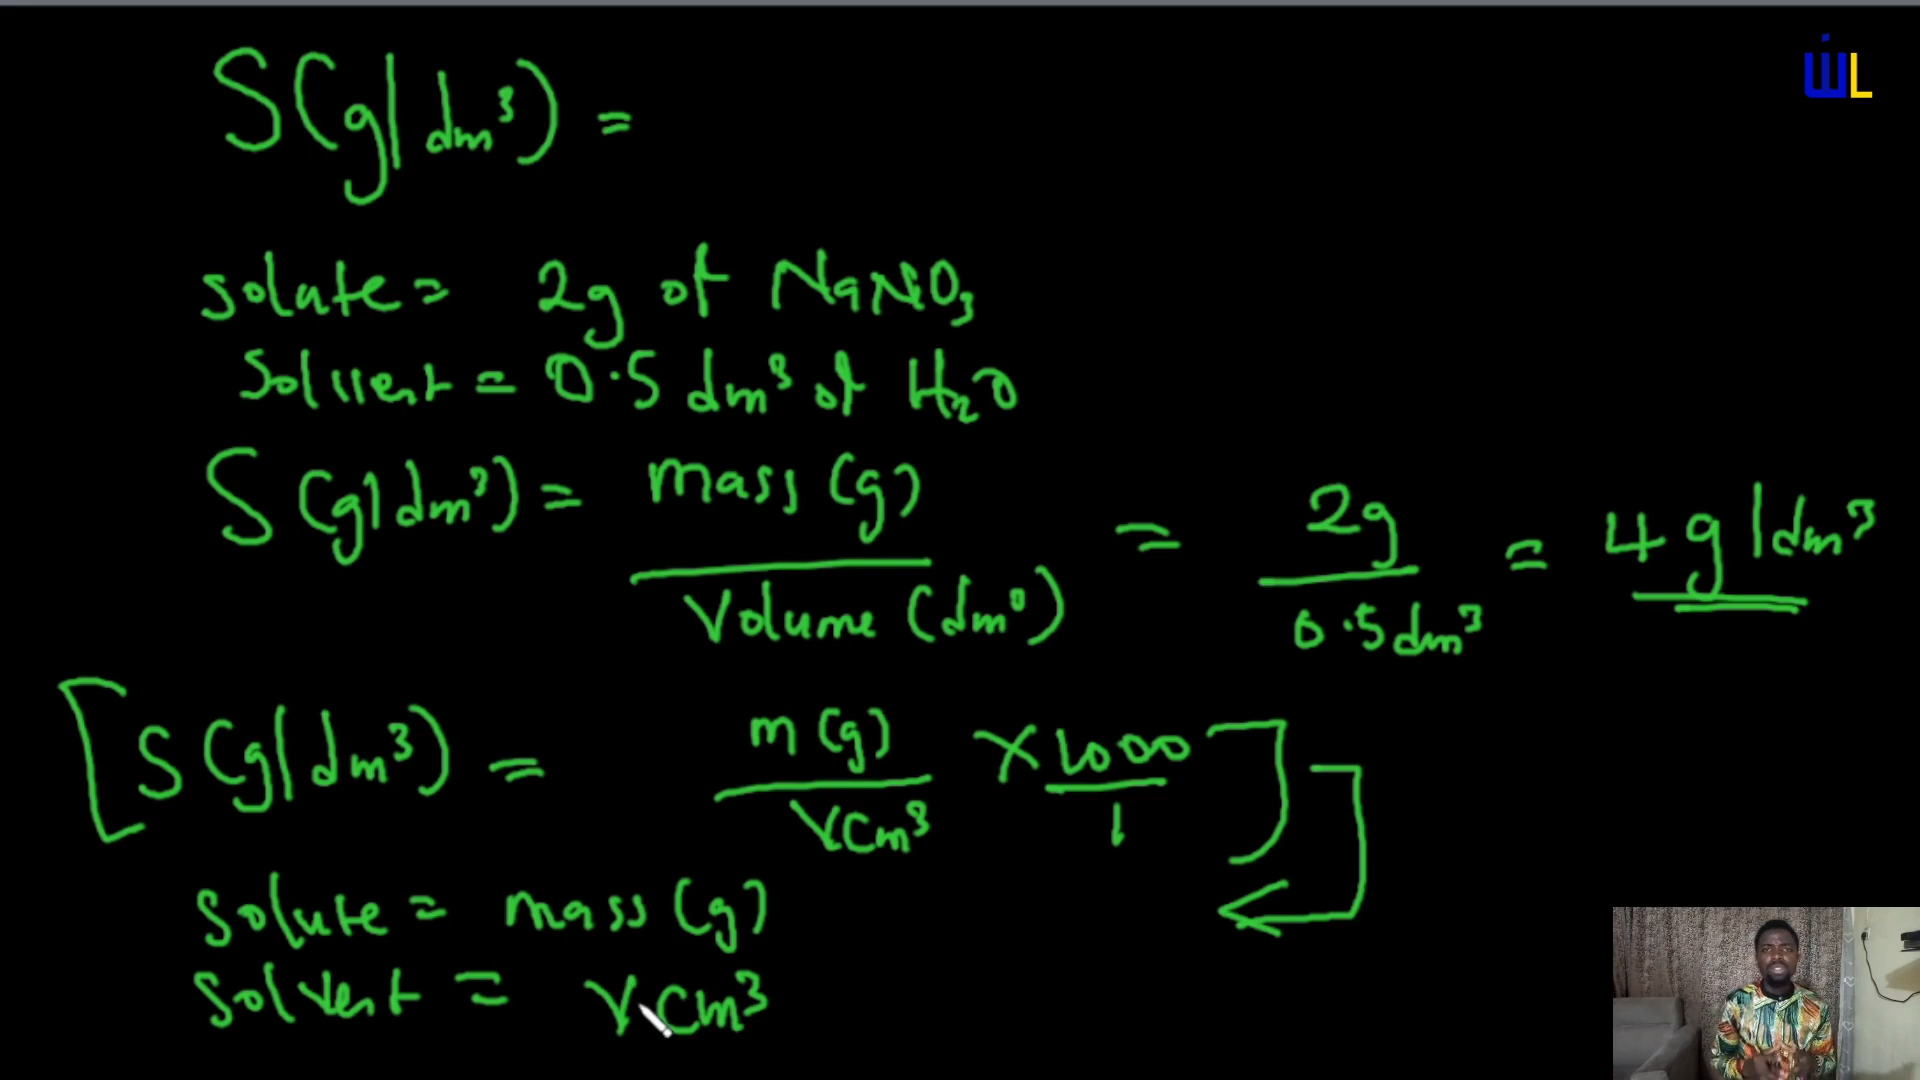 ẆL
S(g/dm³) =
solute = 2g of NaNO₃
Solvent = 0.5 dm³ of H₂O
S(g/dm³) = mass (g) / Volume (dm³) = 2g / 0.5dm³ = 4g/dm³
[S(g/dm³) = m(g) / Vcm³ × 1000 / 1]
Solute = mass (g)
Solvent = Vcm³